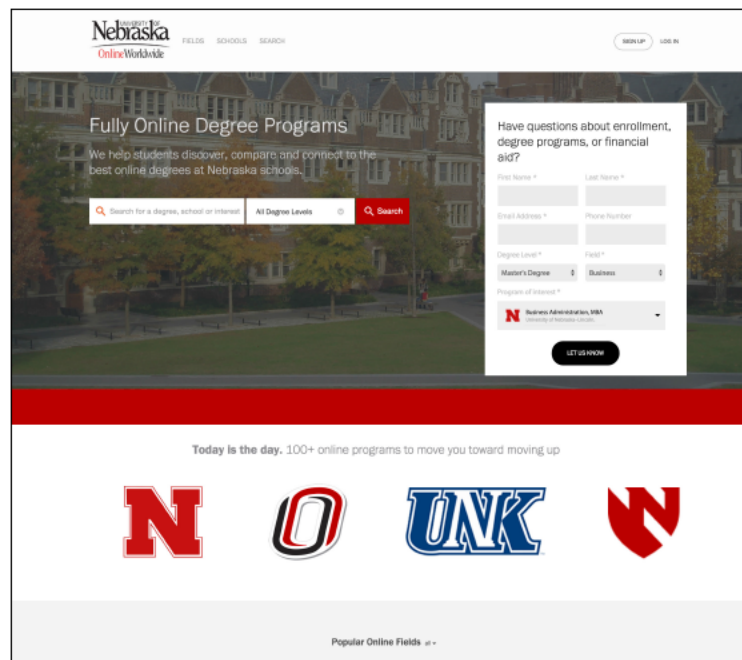 UNIVERSITY OF
Nebraska
OnlineWorldwide
FIELDS SCHOOLS SEARCH
SIGN UP LOG IN
Fully Online Degree Programs
We help students discover, compare and connect to the
best online degrees at Nebraska schools.
Search for a degree, school or interest
All Degree Levels
Search
Have questions about enrollment,
degree programs, or financial
aid?
First Name * Last Name *
Email Address * Phone Number
Degree Level * Field *
Master's Degree Business
Program of Interest *
N Business Administration, MBA
University of Nebraska-Lincoln
LET US KNOW
Today is the day. 100+ online programs to move you toward moving up
N O UNK N
Popular Online Fields